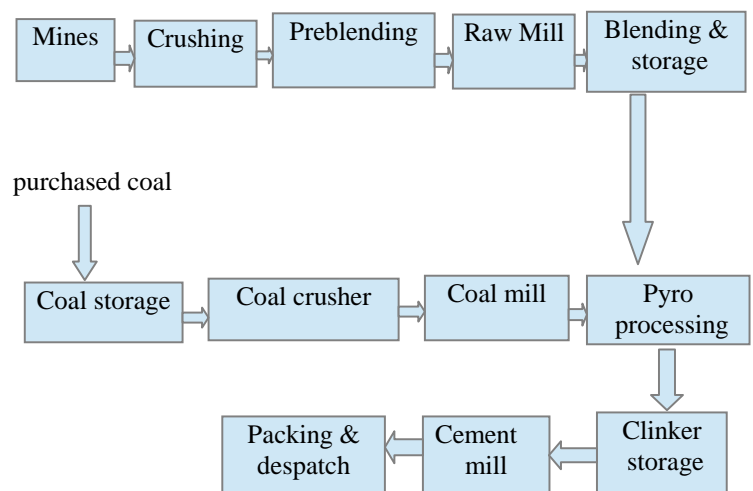 Mines
Crushing
Preblending
Raw Mill
Blending &
storage
purchased coal
Coal storage
Coal crusher
Coal mill
Pyro
processing
Packing &
despatch
Cement
mill
Clinker
storage